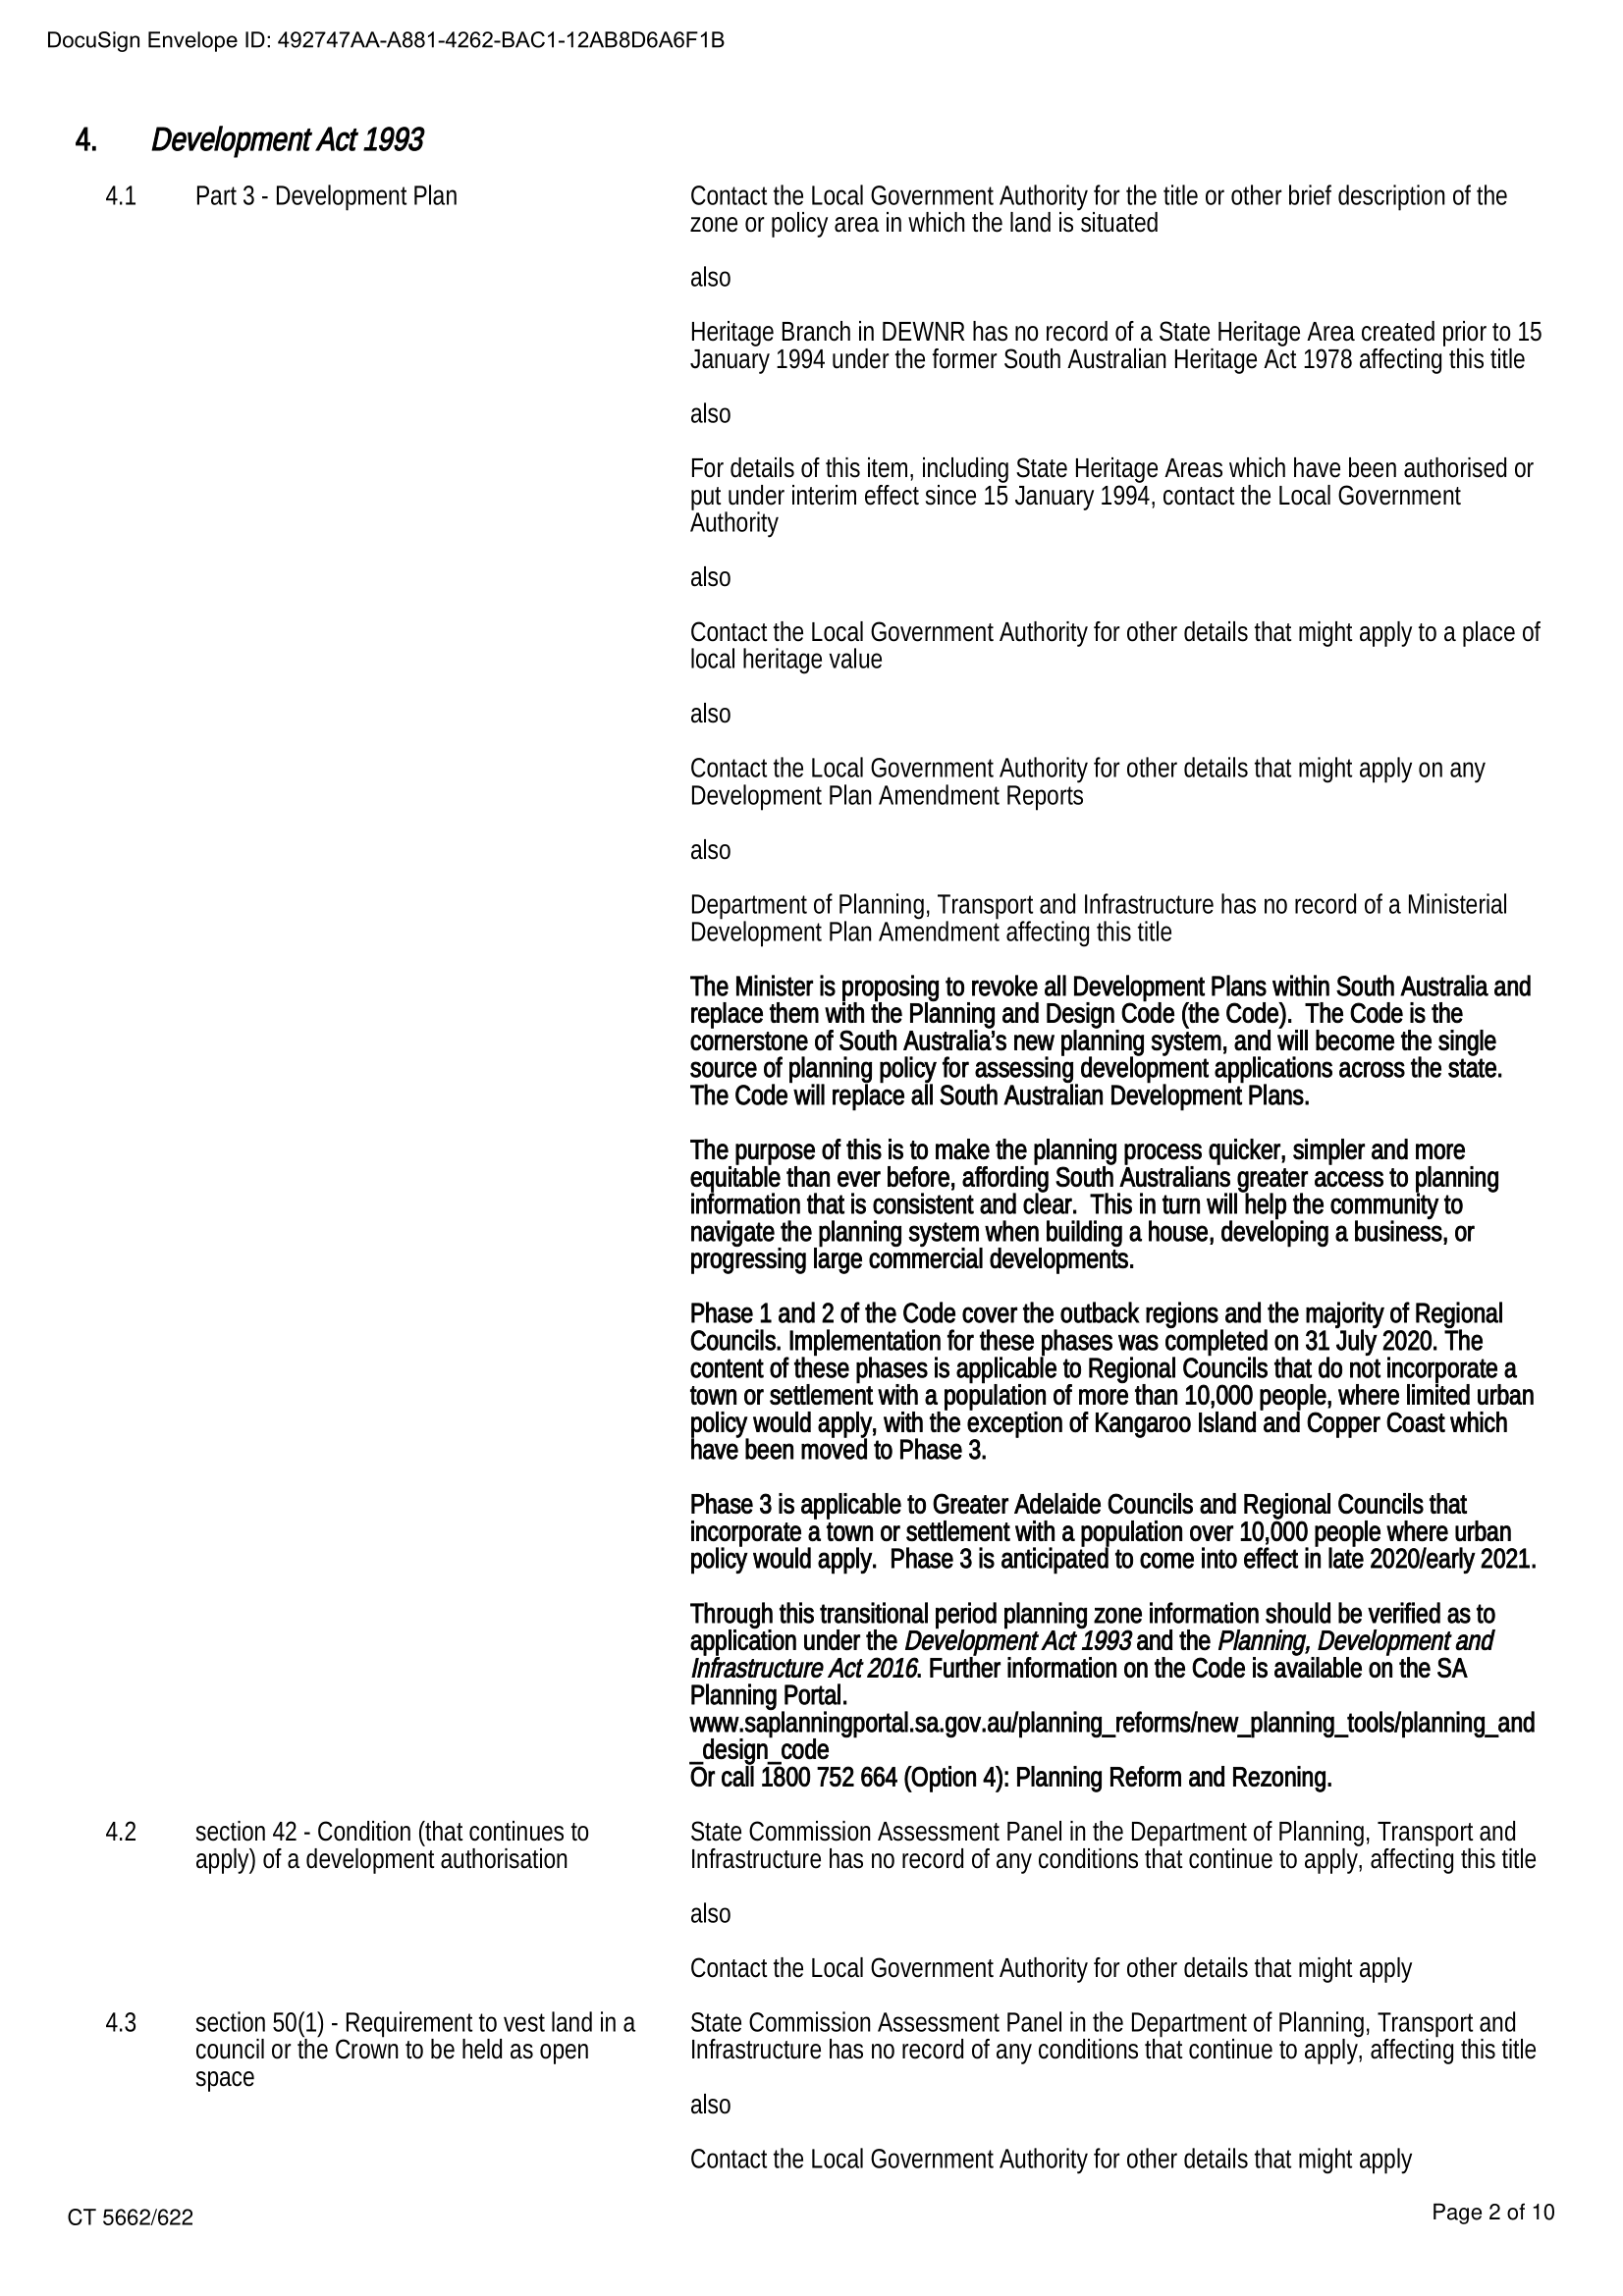 DocuSign Envelope ID: 492747AA-A881-4262-BAC1-12AB8D6A6F1B
4. Development Act 1993
4.1 Part 3 - Development Plan
Contact the Local Government Authority for the title or other brief description of the
zone or policy area in which the land is situated
also
Heritage Branch in DEWNR has no record of a State Heritage Area created prior to 15
January 1994 under the former South Australian Heritage Act 1978 affecting this title
also
For details of this item, including State Heritage Areas which have been authorised or
put under interim effect since 15 January 1994, contact the Local Government
Authority
also
Contact the Local Government Authority for other details that might apply to a place of
local heritage value
also
Contact the Local Government Authority for other details that might apply on any
Development Plan Amendment Reports
also
Department of Planning, Transport and Infrastructure has no record of a Ministerial
Development Plan Amendment affecting this title
The Minister is proposing to revoke all Development Plans within South Australia and
replace them with the Planning and Design Code (the Code).  The Code is the
cornerstone of South Australia's new planning system, and will become the single
source of planning policy for assessing development applications across the state.
The Code will replace all South Australian Development Plans.
The purpose of this is to make the planning process quicker, simpler and more
equitable than ever before, affording South Australians greater access to planning
information that is consistent and clear.  This in turn will help the community to
navigate the planning system when building a house, developing a business, or
progressing large commercial developments.
Phase 1 and 2 of the Code cover the outback regions and the majority of Regional
Councils. Implementation for these phases was completed on 31 July 2020. The
content of these phases is applicable to Regional Councils that do not incorporate a
town or settlement with a population of more than 10,000 people, where limited urban
policy would apply, with the exception of Kangaroo Island and Copper Coast which
have been moved to Phase 3.
Phase 3 is applicable to Greater Adelaide Councils and Regional Councils that
incorporate a town or settlement with a population over 10,000 people where urban
policy would apply.  Phase 3 is anticipated to come into effect in late 2020/early 2021.
Through this transitional period planning zone information should be verified as to
application under the Development Act 1993 and the Planning, Development and
Infrastructure Act 2016. Further information on the Code is available on the SA
Planning Portal.
www.saplanningportal.sa.gov.au/planning_reforms/new_planning_tools/planning_and
_design_code
Or call 1800 752 664 (Option 4): Planning Reform and Rezoning.
4.2 section 42 - Condition (that continues to
apply) of a development authorisation
State Commission Assessment Panel in the Department of Planning, Transport and
Infrastructure has no record of any conditions that continue to apply, affecting this title
also
Contact the Local Government Authority for other details that might apply
4.3 section 50(1) - Requirement to vest land in a
council or the Crown to be held as open
space
State Commission Assessment Panel in the Department of Planning, Transport and
Infrastructure has no record of any conditions that continue to apply, affecting this title
also
Contact the Local Government Authority for other details that might apply
CT 5662/622
Page 2 of 10